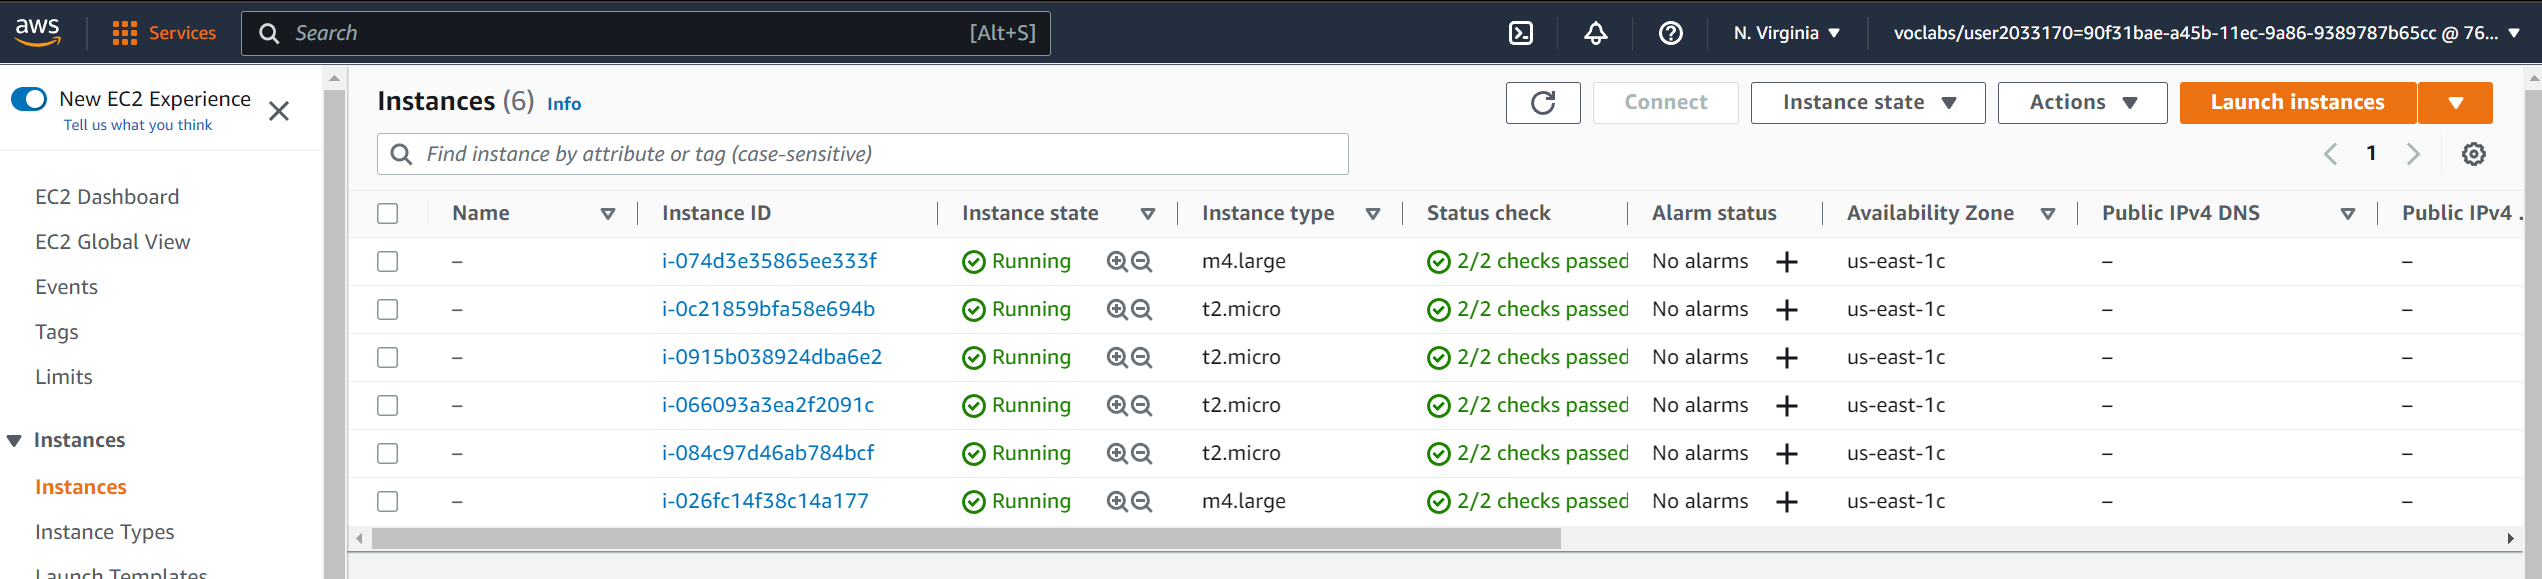 aws Services Search [Alt+S] N. Virginia voclabs/user2033170=90f31bae-a45b-11ec-9a86-9389787b65cc @ 76...
New EC2 Experience
Tell us what you think
EC2 Dashboard
EC2 Global View
Events
Tags
Limits
Instances
Instances
Instance Types
Launch Templates
Instances (6) Info Connect Instance state Actions Launch instances
Find instance by attribute or tag (case-sensitive) 1
Name Instance ID Instance state Instance type Status check Alarm status Availability Zone Public IPv4 DNS Public IPv4 .
– i-074d3e35865ee333f Running m4.large 2/2 checks passed No alarms + us-east-1c – –
– i-0c21859bfa58e694b Running t2.micro 2/2 checks passed No alarms + us-east-1c – –
– i-0915b038924dba6e2 Running t2.micro 2/2 checks passed No alarms + us-east-1c – –
– i-066093a3ea2f2091c Running t2.micro 2/2 checks passed No alarms + us-east-1c – –
– i-084c97d46ab784bcf Running t2.micro 2/2 checks passed No alarms + us-east-1c – –
– i-026fc14f38c14a177 Running m4.large 2/2 checks passed No alarms + us-east-1c – –